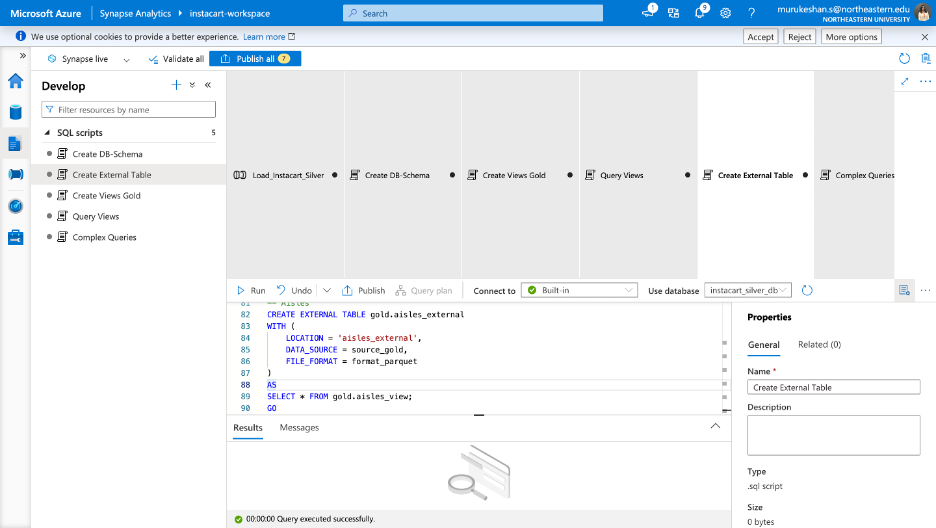 Microsoft Azure
Synapse Analytics
instacart-workspace
Search
1
9
murukeshan.s@northeastern.edu
NORTHEASTERN UNIVERSITY
We use optional cookies to provide a better experience. Learn more
Accept
Reject
More options
Synapse live
Validate all
Publish all 7
Develop
Filter resources by name
SQL scripts 5
Create DB-Schema
Create External Table
Create Views Gold
Query Views
Complex Queries
Load_Instacart_Silver
Create DB-Schema
Create Views Gold
Query Views
Create External Table
Complex Queries
Run
Undo
Publish
Query plan
Connect to
Built-in
Use database
instacart_silver_db
81 -- Aisles
82 CREATE EXTERNAL TABLE gold.aisles_external
83 WITH (
84 LOCATION = 'aisles_external',
85 DATA_SOURCE = source_gold,
86 FILE_FORMAT = format_parquet
87 )
88 AS
89 SELECT * FROM gold.aisles_view;
90 GO
Results
Messages
00:00:00 Query executed successfully.
Properties
General
Related (0)
Name *
Create External Table
Description
Type
.sql script
Size
0 bytes